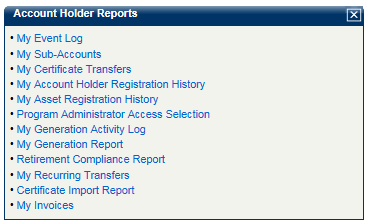 Account Holder Reports
• My Event Log
• My Sub-Accounts
• My Certificate Transfers
• My Account Holder Registration History
• My Asset Registration History
• Program Administrator Access Selection
• My Generation Activity Log
• My Generation Report
• Retirement Compliance Report
• My Recurring Transfers
• Certificate Import Report
• My Invoices